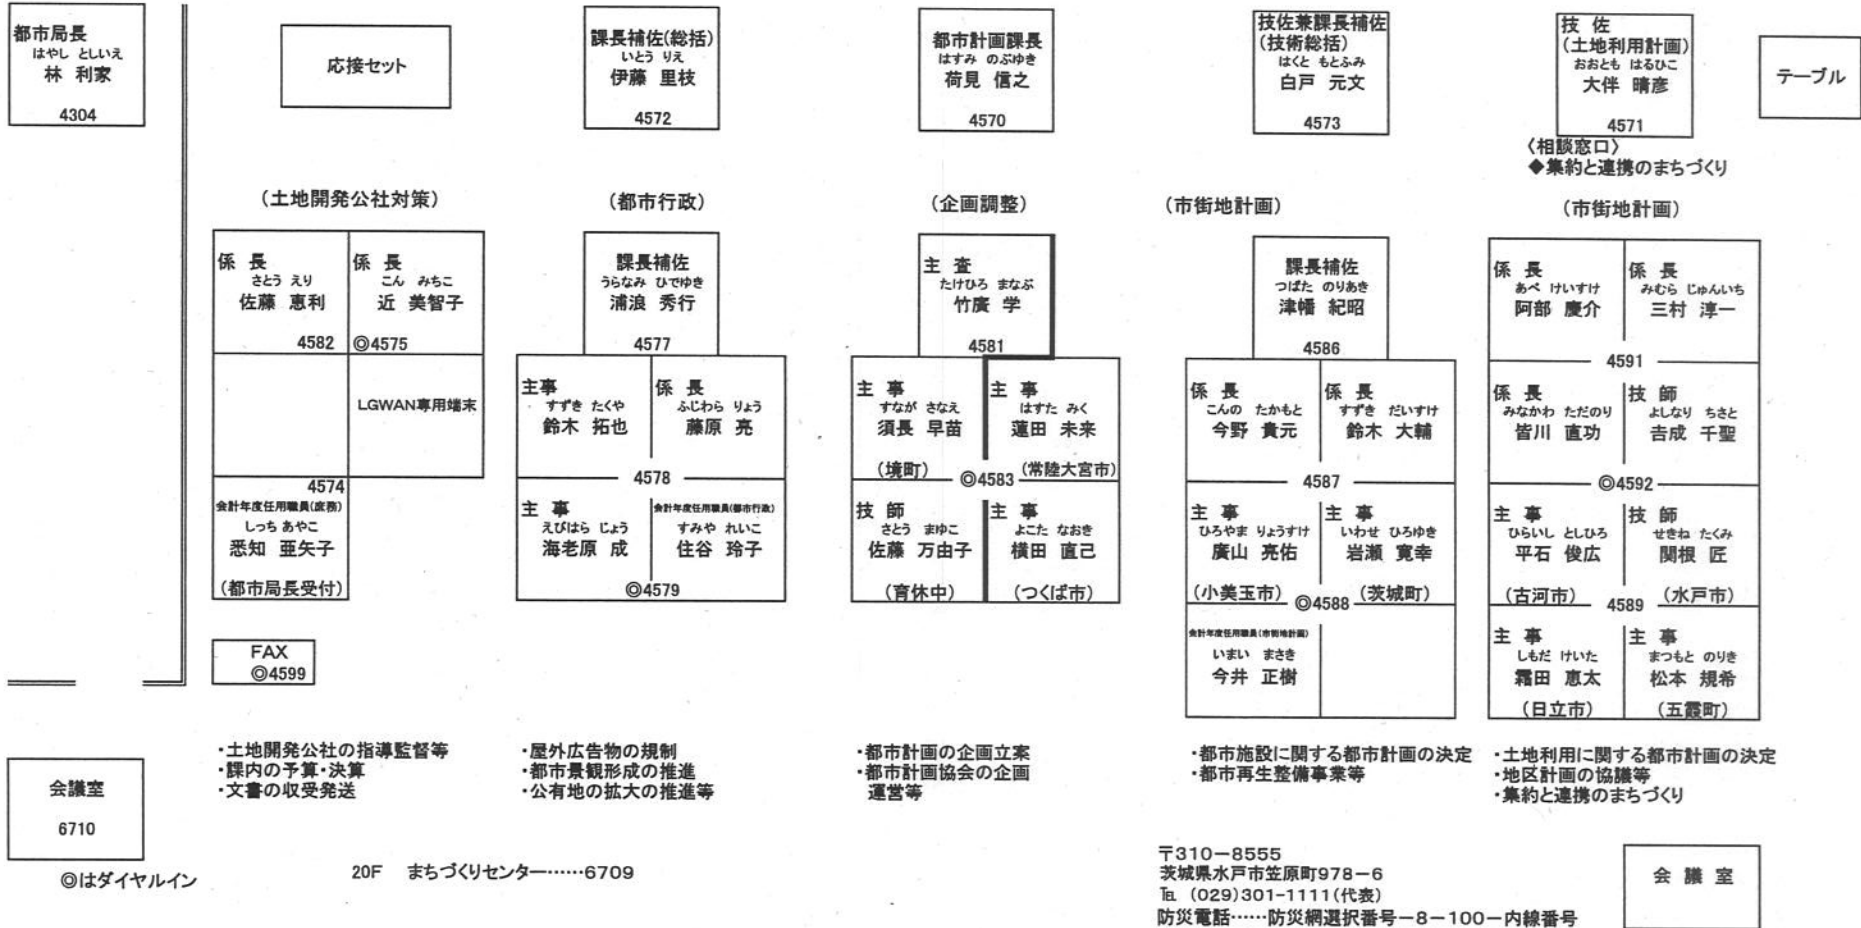 都市局長
はやし としいえ
林 利家
4304
応接セット
課長補佐(総括)
いとう りえ
伊藤 里枝
4572
都市計画課長
はすみ のぶゆき
荷見 信之
4570
技佐兼課長補佐
(技術総括)
はくと もとふみ
白戸 元文
4573
技 佐
(土地利用計画)
おおとも はるひこ
大伴 晴彦
4571
テーブル
〈相談窓口〉
◆集約と連携のまちづくり
(土地開発公社対策)
係 長
さとう えり
佐藤 恵利
4582
係 長
こん みちこ
近 美智子
◎4575
LGWAN専用端末
4574
会計年度任用職員(庶務)
しっち あやこ
悉知 亜矢子
(都市局長受付)
FAX
◎4599
(都市行政)
課長補佐
うらなみ ひでゆき
浦浪 秀行
4577
主事
すずき たくや
鈴木 拓也
係 長
ふじわら りょう
藤原 亮
4578
主 事
えびはら じょう
海老原 成
会計年度任用職員(都市行政)
すみや れいこ
住谷 玲子
◎4579
(企画調整)
主 査
たけひろ まなぶ
竹廣 学
4581
主 事
すなが さなえ
須長 早苗
(境町)
主 事
はすた みく
蓮田 未来
(常陸大宮市)
◎4583
技 師
さとう まゆこ
佐藤 万由子
(育休中)
主 事
よこた なおき
横田 直己
(つくば市)
(市街地計画)
課長補佐
つばた のりあき
津幡 紀昭
4586
係 長
こんの たかもと
今野 貴元
係 長
すずき だいすけ
鈴木 大輔
4587
主 事
ひろやま りょうすけ
廣山 亮佑
(小美玉市)
主 事
いわせ ひろゆき
岩瀬 寛幸
(茨城町)
◎4588
会計年度任用職員(市街地計画)
いまい まさき
今井 正樹
(市街地計画)
係 長
あべ けいすけ
阿部 慶介
係 長
みむら じゅんいち
三村 淳一
4591
係 長
みなかわ ただのり
皆川 直功
技 師
よしなり ちさと
吉成 千聖
◎4592
主 事
ひらいし としひろ
平石 俊広
(古河市)
技 師
せきね たくみ
関根 匠
(水戸市)
4589
主 事
しもだ けいた
霜田 恵太
(日立市)
主 事
まつもと のりき
松本 規希
(五霞町)
・土地開発公社の指導監督等
・課内の予算・決算
・文書の収受発送
・屋外広告物の規制
・都市景観形成の推進
・公有地の拡大の推進等
・都市計画の企画立案
・都市計画協会の企画
運営等
・都市施設に関する都市計画の決定
・都市再生整備事業等
・土地利用に関する都市計画の決定
・地区計画の協議等
・集約と連携のまちづくり
会議室
6710
◎はダイヤルイン
20F まちづくりセンター……6709
〒310−8555
茨城県水戸市笠原町978−6
℡ (029)301-1111(代表)
防災電話……防災網選択番号−8−100−内線番号
会 議 室